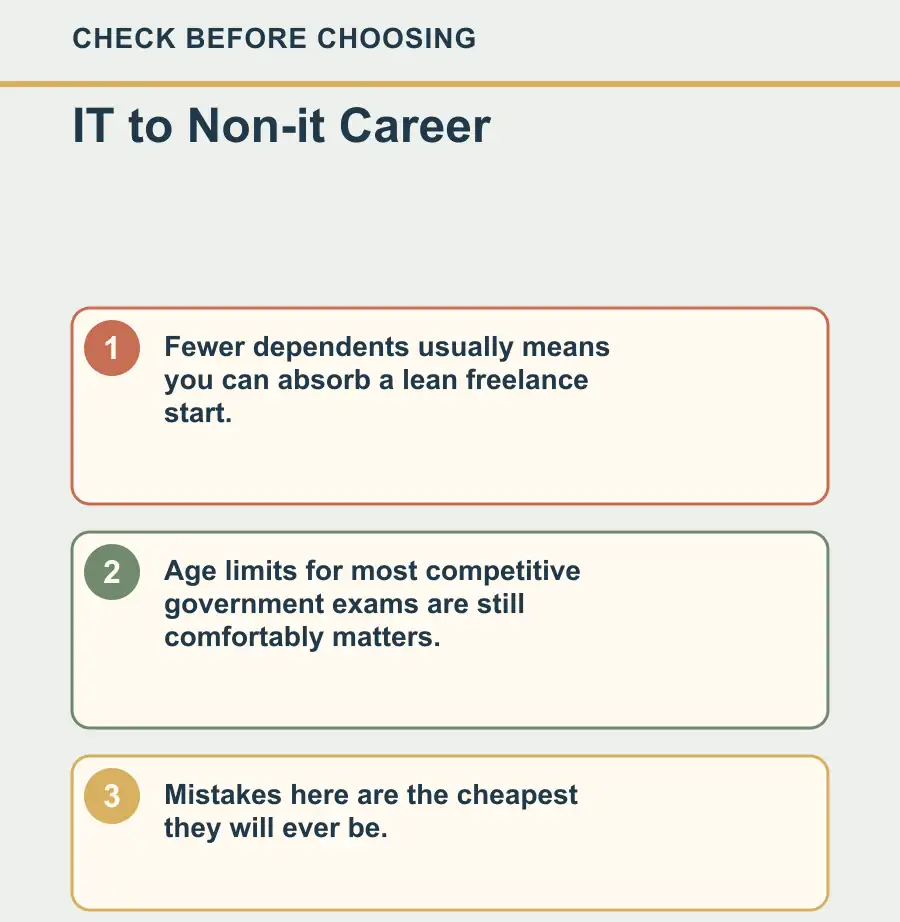 CHECK BEFORE CHOOSING
IT to Non-it Career
1
Fewer dependents usually means
you can absorb a lean freelance
start.
2
Age limits for most competitive
government exams are still
comfortably matters.
3
Mistakes here are the cheapest
they will ever be.